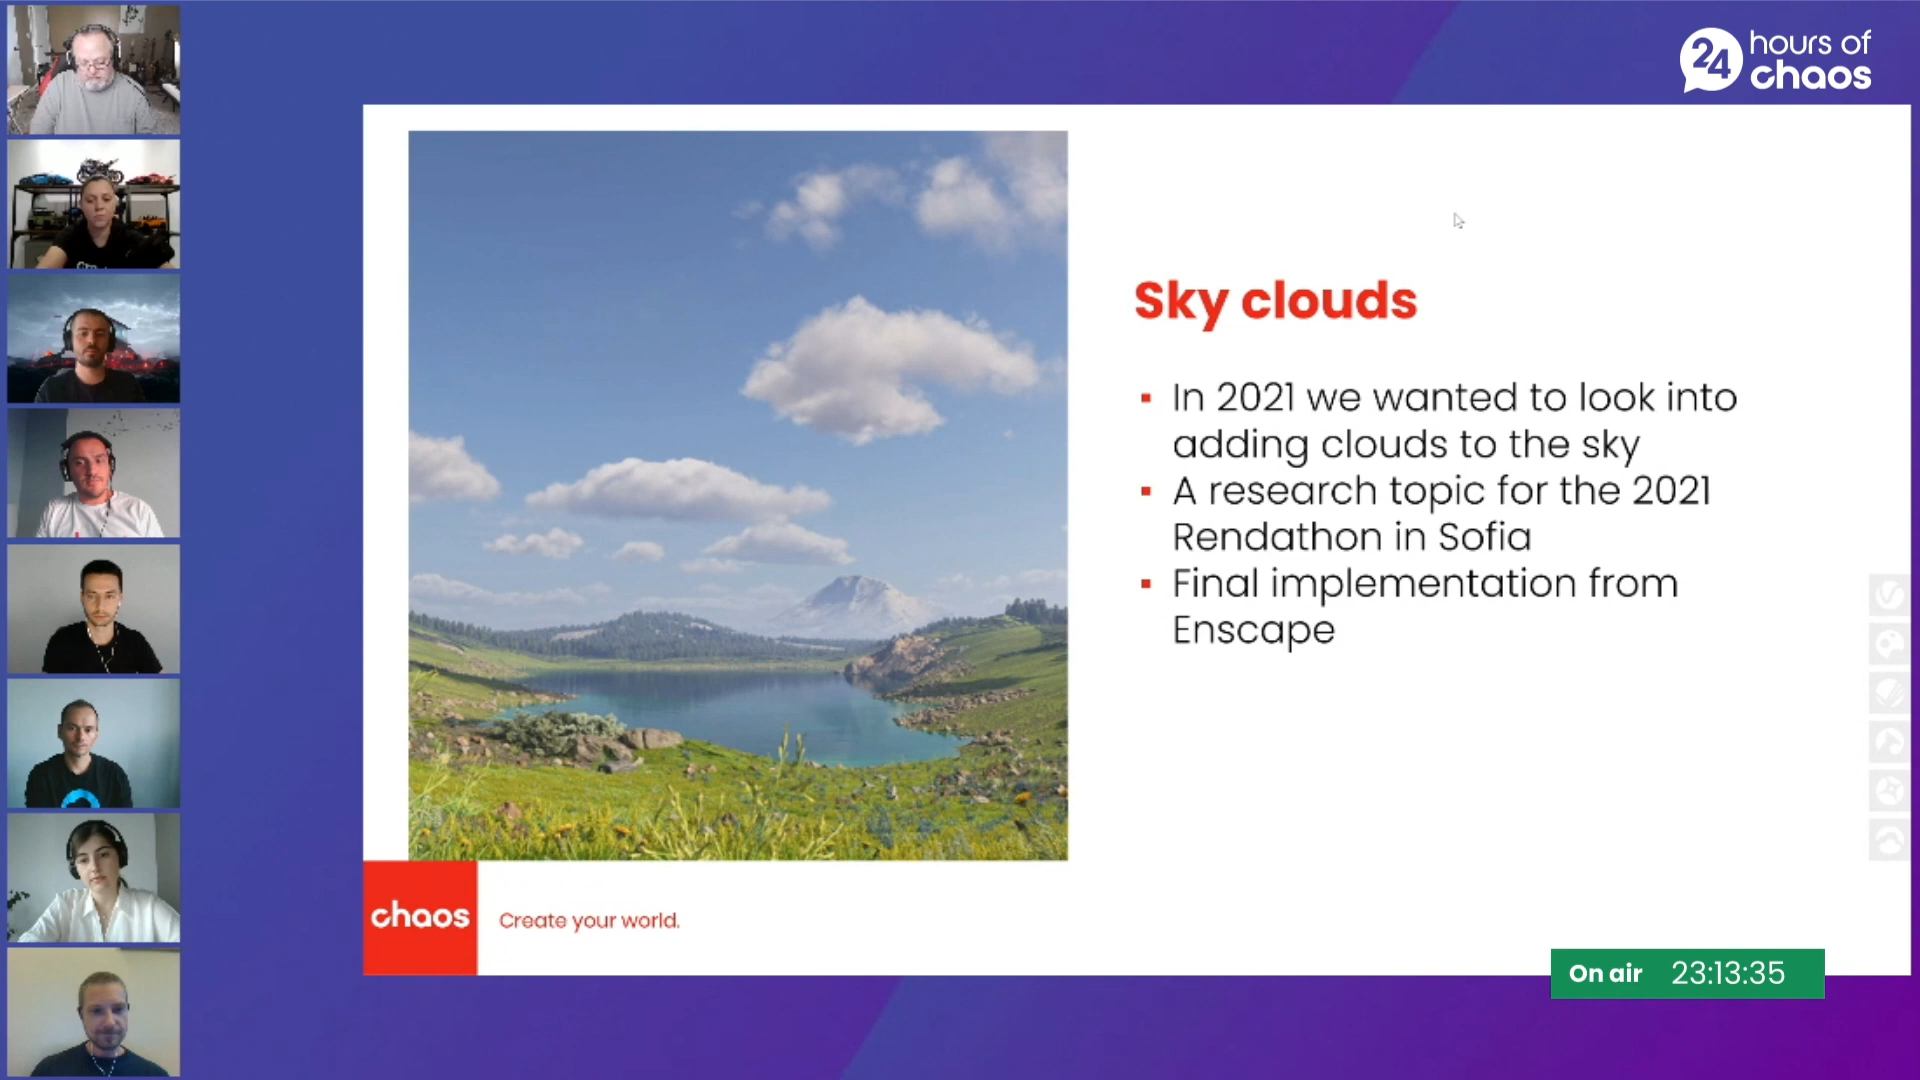 24 hours of
chaos
Sky clouds
▪ In 2021 we wanted to look into
adding clouds to the sky
▪ A research topic for the 2021
Rendathon in Sofia
▪ Final implementation from
Enscape
chaos
Create your world.
On air 23:13:35